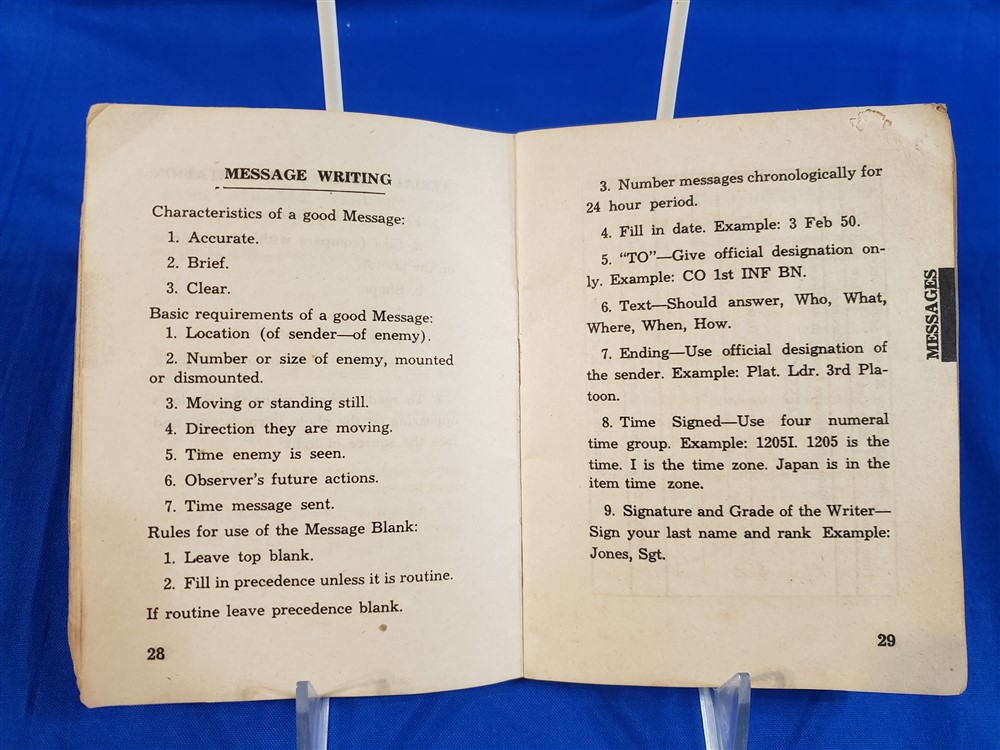 MESSAGE WRITING
Characteristics of a good Message:
1. Accurate.
2. Brief.
3. Clear.
Basic requirements of a good Message:
1. Location (of sender—of enemy).
2. Number or size of enemy, mounted
or dismounted.
3. Moving or standing still.
4. Direction they are moving.
5. Time enemy is seen.
6. Observer's future actions.
7. Time message sent.
Rules for use of the Message Blank:
1. Leave top blank.
2. Fill in precedence unless it is routine.
If routine leave precedence blank.
28
3. Number messages chronologically for
24 hour period.
4. Fill in date. Example: 3 Feb 50.
5. "TO"—Give official designation on-
ly. Example: CO 1st INF BN.
6. Text—Should answer, Who, What,
Where, When, How.
7. Ending—Use official designation of
the sender. Example: Plat. Ldr. 3rd Pla-
toon.
8. Time Signed—Use four numeral
time group. Example: 1205I. 1205 is the
time. I is the time zone. Japan is in the
item time zone.
9. Signature and Grade of the Writer—
Sign your last name and rank Example:
Jones, Sgt.
29
MESSAGES